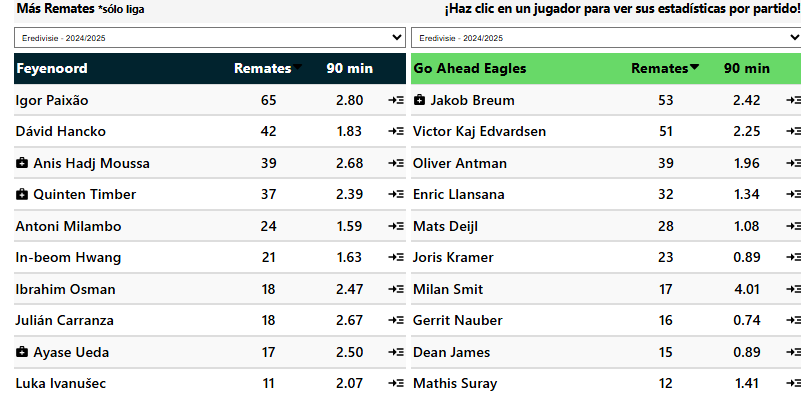 Más Remates *sólo liga ¡Haz clic en un jugador para ver sus estadísticas por partido!
Eredivisie - 2024/2025 Eredivisie - 2024/2025
Feyenoord Remates 90 min Go Ahead Eagles Remates 90 min
Igor Paixão 65 2.80 Jakob Breum 53 2.42
Dávid Hancko 42 1.83 Victor Kaj Edvardsen 51 2.25
Anis Hadj Moussa 39 2.68 Oliver Antman 39 1.96
Quinten Timber 37 2.39 Enric Llansana 32 1.34
Antoni Milambo 24 1.59 Mats Deijl 28 1.08
In-beom Hwang 21 1.63 Joris Kramer 23 0.89
Ibrahim Osman 18 2.47 Milan Smit 17 4.01
Julián Carranza 18 2.67 Gerrit Nauber 16 0.74
Ayase Ueda 17 2.50 Dean James 15 0.89
Luka Ivanušec 11 2.07 Mathis Suray 12 1.41